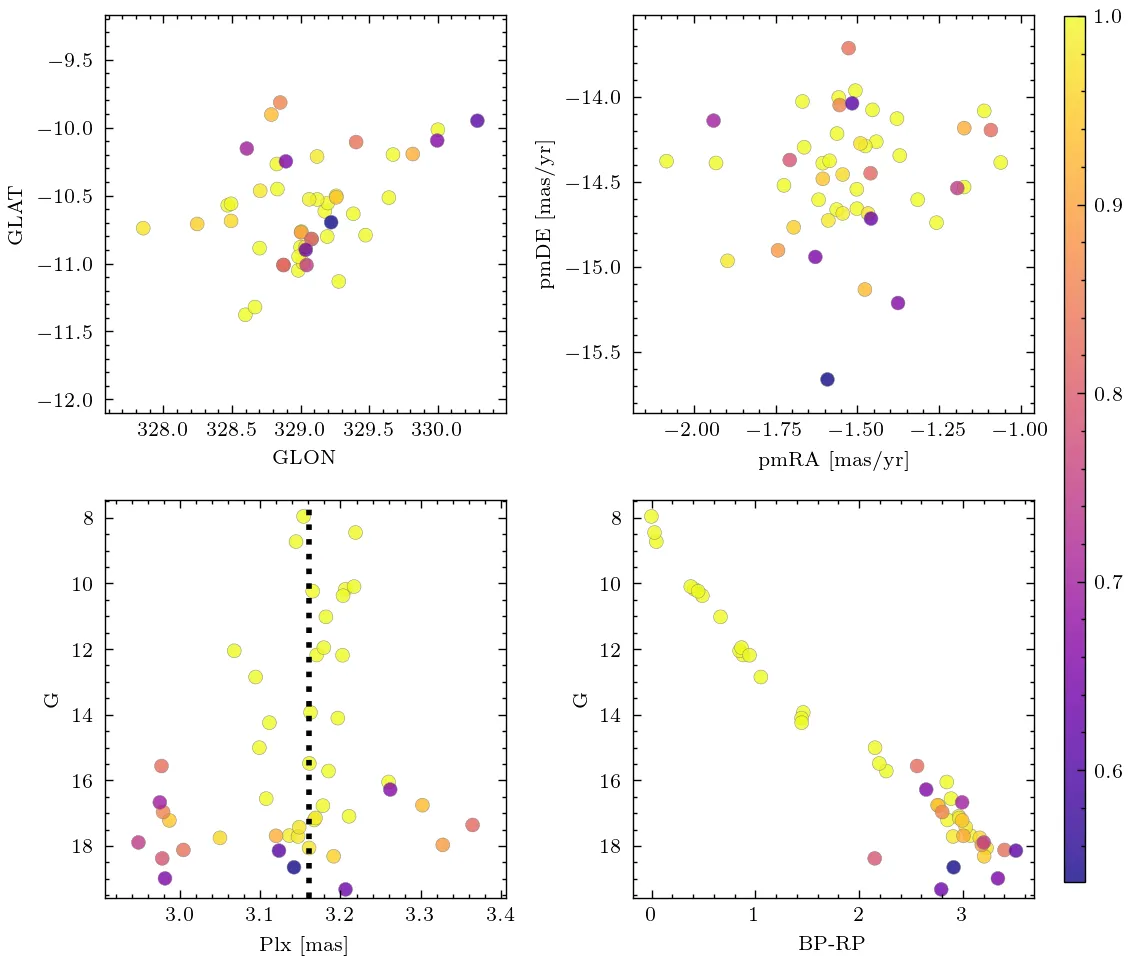 −9.5
−10.0
−10.5
−11.0
−11.5
−12.0
GLAT
328.0 328.5 329.0 329.5 330.0
GLON
−14.0
−14.5
−15.0
−15.5
pmDE [mas/yr]
−2.00 −1.75 −1.50 −1.25 −1.00
pmRA [mas/yr]
8
10
12
14
16
18
G
3.0 3.1 3.2 3.3 3.4
Plx [mas]
8
10
12
14
16
18
G
0 1 2 3
BP-RP
1.0
0.9
0.8
0.7
0.6